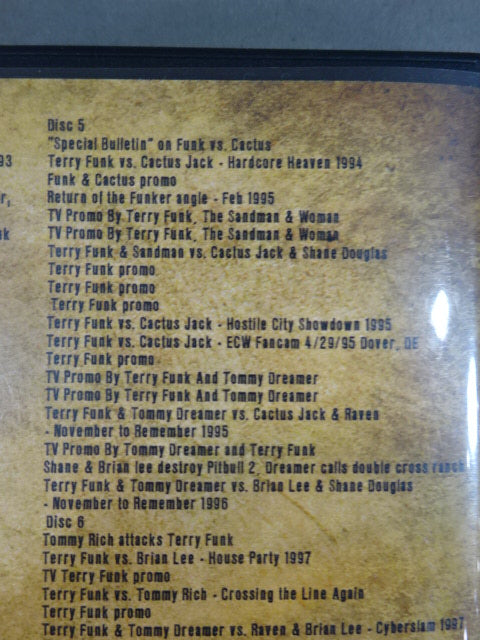 Disc 5
"Special Bulletin" on Funk vs. Cactus
93 Terry Funk vs. Cactus Jack - Hardcore Heaven 1994
Funk & Cactus promo
r, Return of the Funker angle - Feb 1995
TV Promo By Terry Funk, The Sandman & Woman
nk TV Promo By Terry Funk, The Sandman & Woman
Terry Funk & Sandman vs. Cactus Jack & Shane Douglas
Terry Funk promo
Terry Funk promo
Terry Funk promo
Terry Funk vs. Cactus Jack - Hostile City Showdown 1995
Terry Funk vs. Cactus Jack - ECW Fancam 4/29/95 Dover, DE
Terry Funk promo
TV Promo By Terry Funk And Tommy Dreamer
TV Promo By Terry Funk And Tommy Dreamer
Terry Funk & Tommy Dreamer vs. Cactus Jack & Raven
- November to Remember 1995
TV Promo By Tommy Dreamer and Terry Funk
Shane & Brian lee destroy Pitbull 2, Dreamer calls double cross ranch
Terry Funk & Tommy Dreamer vs. Brian Lee & Shane Douglas
- November to Remember 1996
Disc 6
Tommy Rich attacks Terry Funk
Terry Funk vs. Brian Lee - House Party 1997
TV Terry Funk promo
Terry Funk vs. Tommy Rich - Crossing the Line Again
Terry Funk promo
Terry Funk & Tommy Dreamer vs. Raven & Brian Lee - Cyberslam 1997